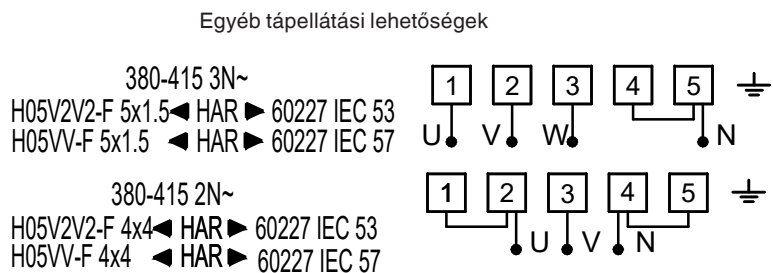 Egyéb tápellátási lehetőségek
380-415 3N~
H05V2V2-F 5x1.5◄ HAR ► 60227 IEC 53
H05VV-F 5x1.5 ◄ HAR ► 60227 IEC 57
1 2 3 4 5
U V W N
380-415 2N~
H05V2V2-F 4x4◄ HAR ► 60227 IEC 53
H05VV-F 4x4 ◄ HAR ► 60227 IEC 57
1 2 3 4 5
U V N